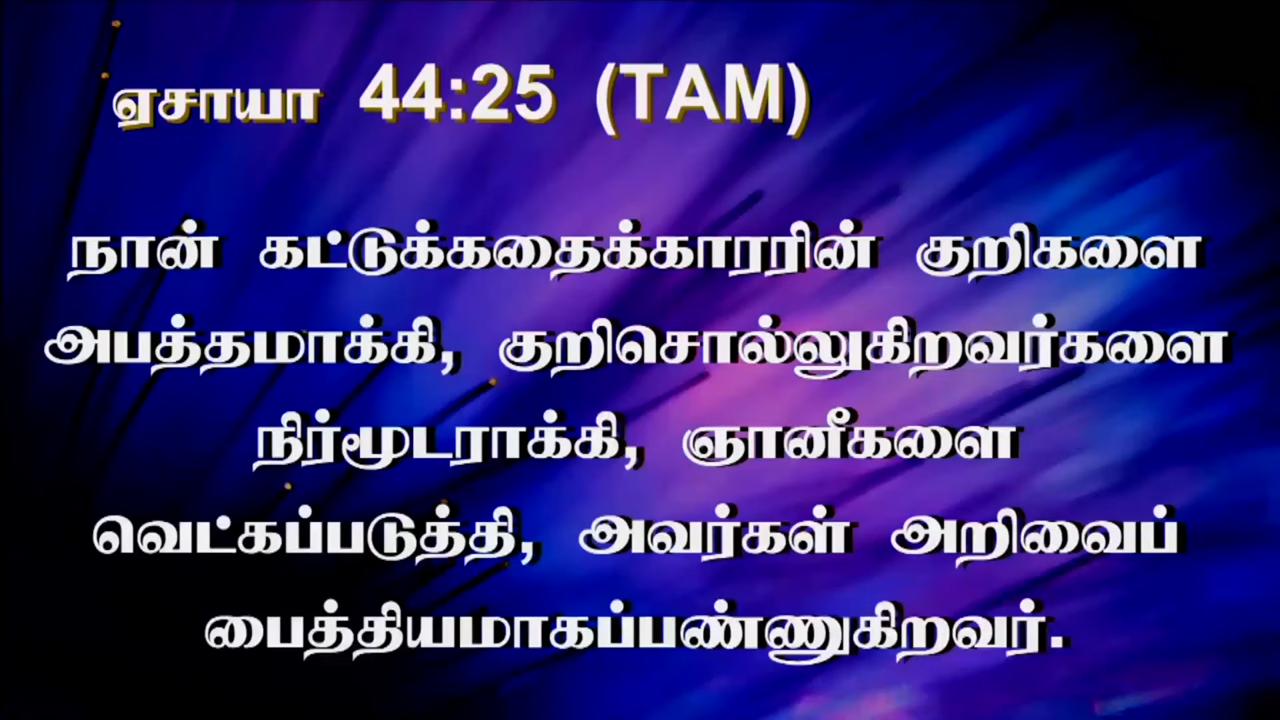 ஏசாயா 44:25 (TAM)
நான் கட்டுக்கதைக்காரரின் குறிகளை
அபத்தமாக்கி, குறிசொல்லுகிறவர்களை
நிர்மூடராக்கி, ஞானீகளை
வெட்கப்படுத்தி, அவர்கள் அறிவைப்
பைத்தியமாகப்பண்ணுகிறவர்.